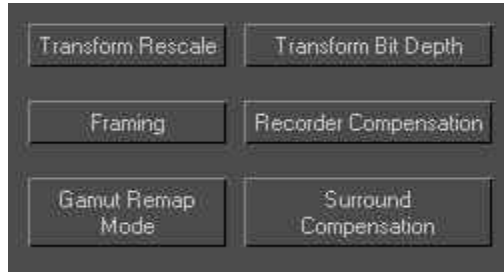 Transform Rescale
Transform Bit Depth
Framing
Recorder Compensation
Gamut Remap
Mode
Surround
Compensation